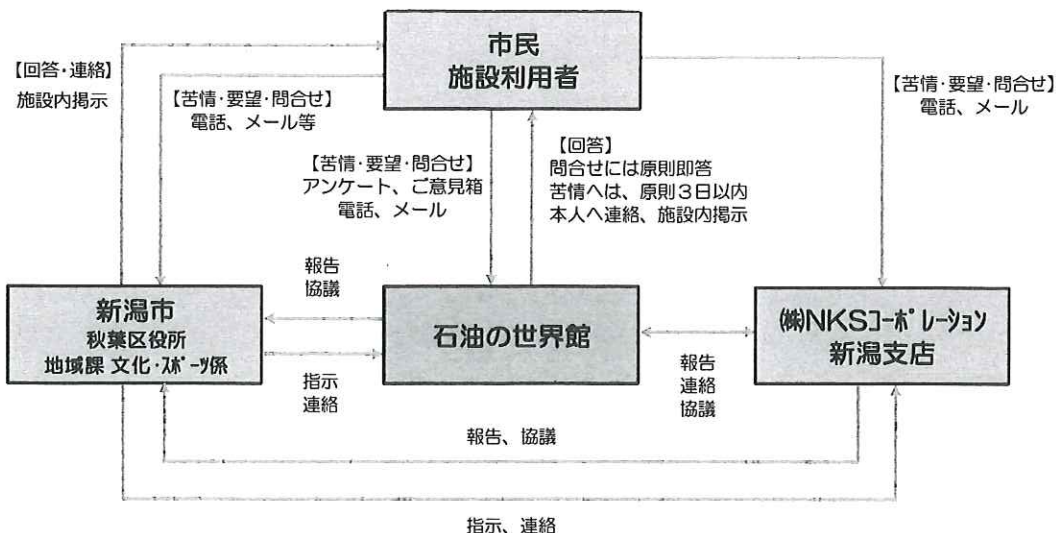 市民
施設利用者
【回答・連絡】
施設内掲示
【苦情・要望・問合せ】
電話、メール等
【苦情・要望・問合せ】
アンケート、ご意見箱
電話、メール
【回答】
問合せには原則即答
苦情へは、原則3日以内
本人へ連絡、施設内掲示
【苦情・要望・問合せ】
電話、メール
新潟市
秋葉区役所
地域課 文化・スポーツ係
報告
協議
指示
連絡
石油の世界館
報告
連絡
協議
㈱NKSコーポレーション
新潟支店
報告、協議
指示、連絡